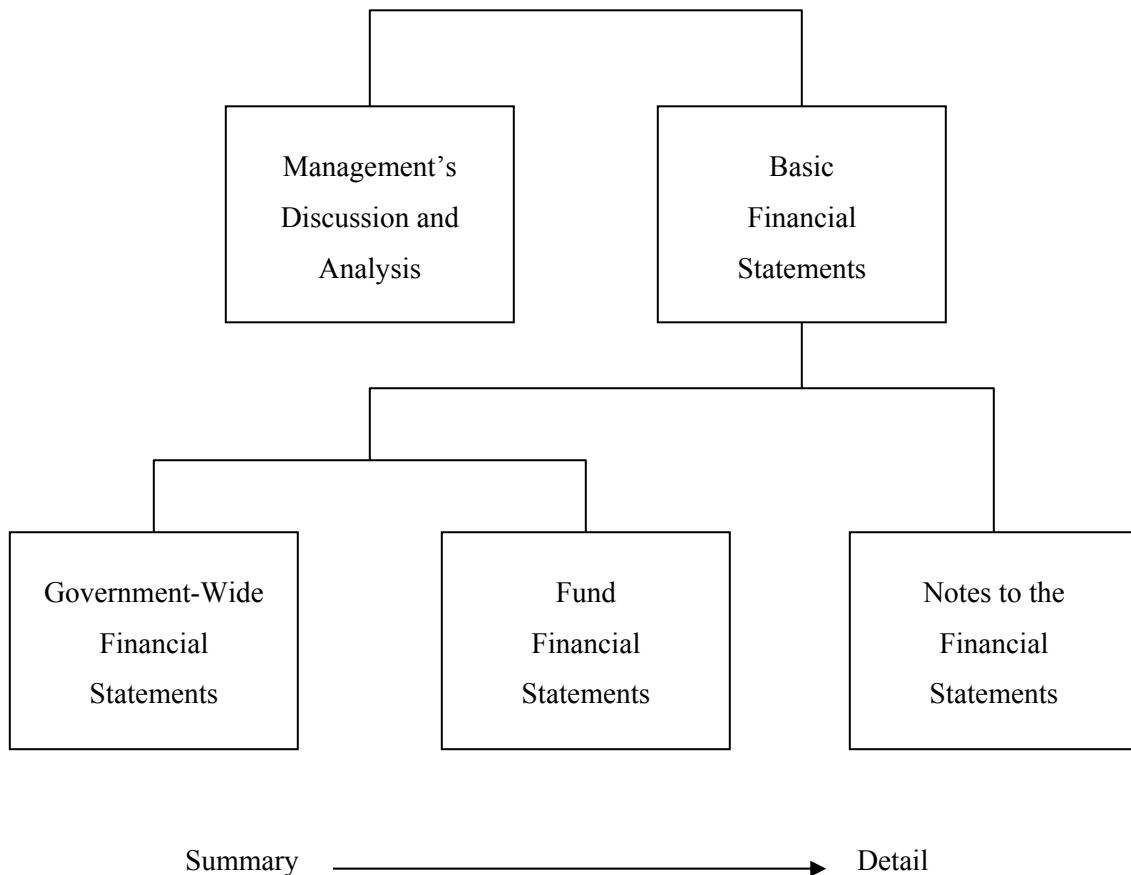 Management’s
Discussion and
Analysis
Basic
Financial
Statements
Government-Wide
Financial
Statements
Fund
Financial
Statements
Notes to the
Financial
Statements
Summary
Detail